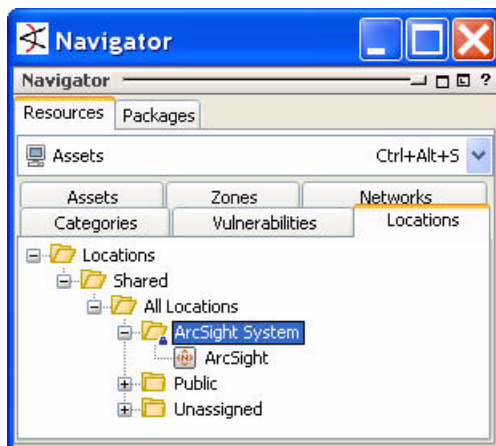 Navigator
Navigator ?
Resources Packages
Assets Ctrl+Alt+S
Assets Zones Networks
Categories Vulnerabilities Locations
Locations
Shared
All Locations
ArcSight System
ArcSight
Public
Unassigned